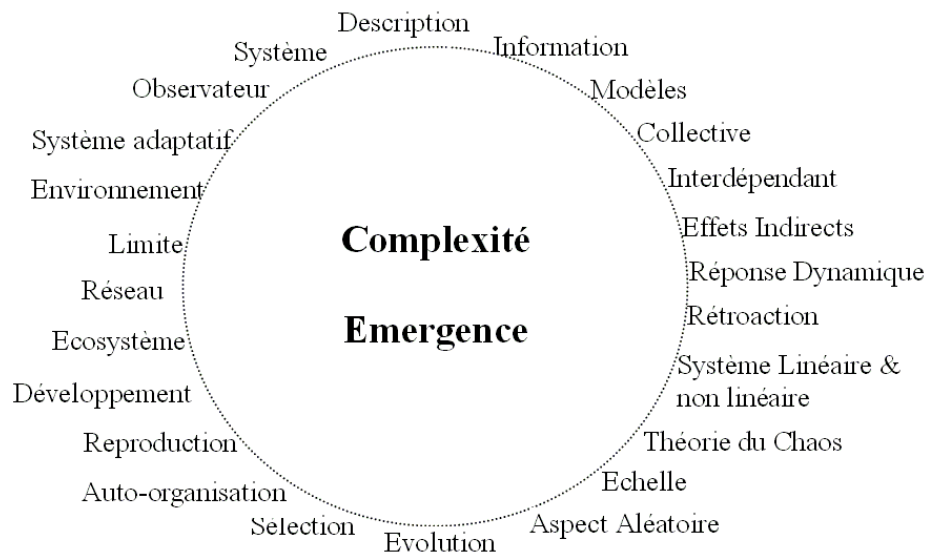 Description
Système
Information
Observateur
Modèles
Système adaptatif
Collective
Environnement
Interdépendant
Limite
Effets Indirects
Complexité
Réseau
Réponse Dynamique
Rétroaction
Emergence
Ecosystème
Système Linéaire &
non linéaire
Développement
Reproduction
Théorie du Chaos
Auto-organisation
Echelle
Sélection
Aspect Aléatoire
Evolution